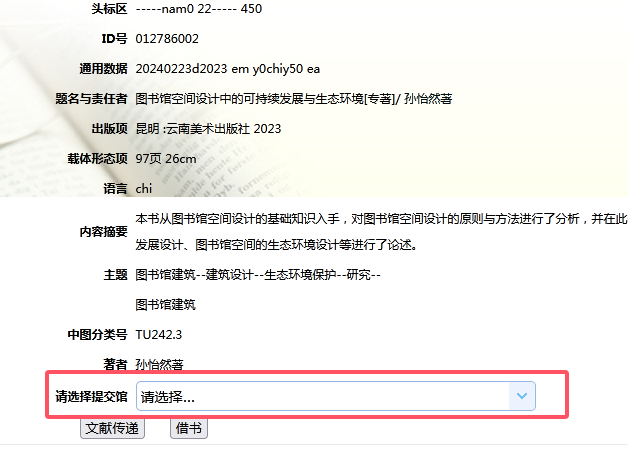 头标区 -----nam0 22----- 450
ID号 012786002
通用数据 20240223d2023 em y0chiy50 ea
题名与责任者 图书馆空间设计中的可持续发展与生态环境[专著]/ 孙怡然著
出版项 昆明 :云南美术出版社 2023
载体形态项 97页 26cm
语言 chi
内容摘要 本书从图书馆空间设计的基础知识入手，对图书馆空间设计的原则与方法进行了分析，并在此
发展设计、图书馆空间的生态环境设计等进行了论述。
主题 图书馆建筑--建筑设计--生态环境保护--研究--
图书馆建筑
中图分类号 TU242.3
著者 孙怡然著
请选择提交馆 请选择...
文献传递 借书